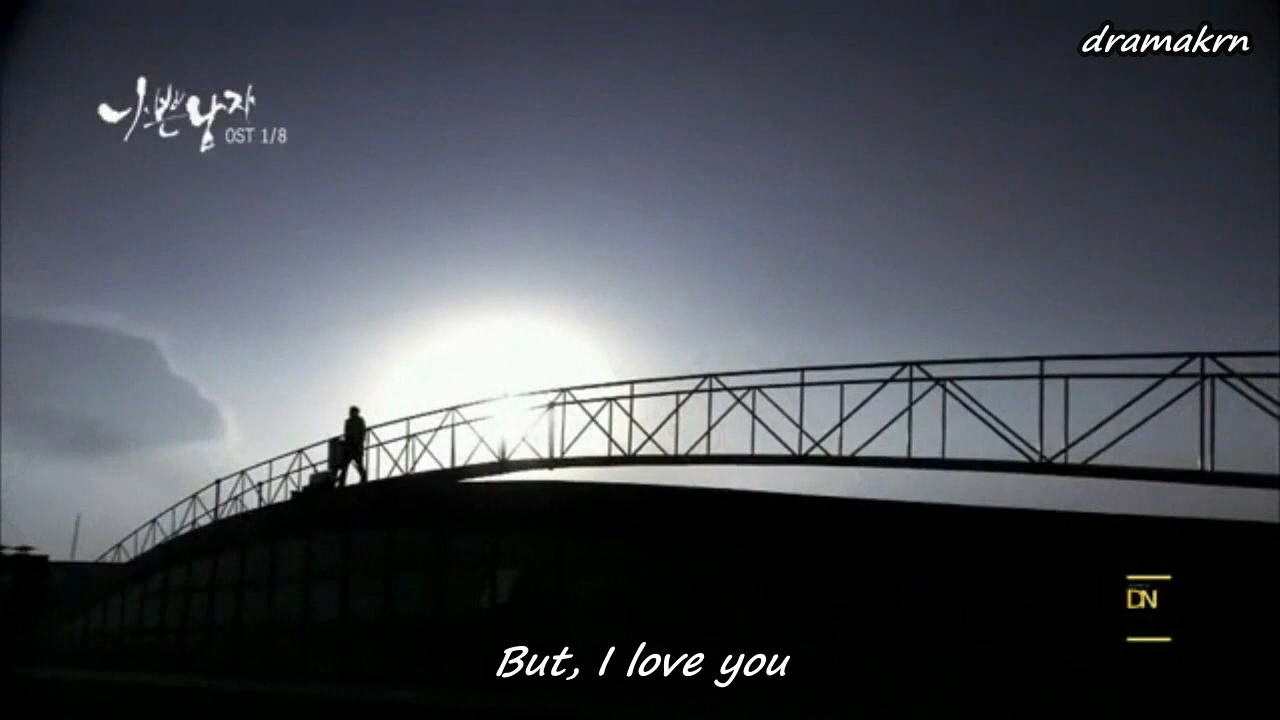 dramakrn
나쁜남자
OST 1/8
DN
But, I love you